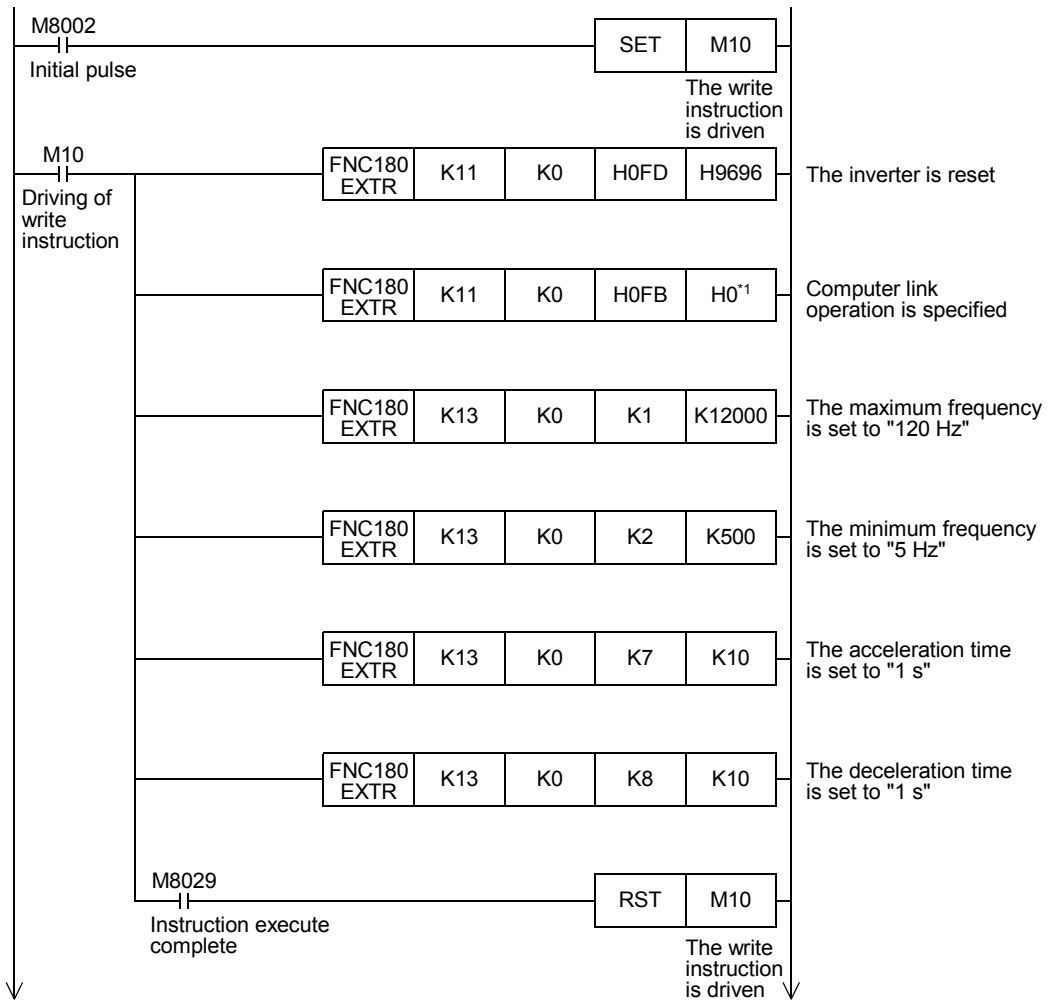 M8002
SET M10
Initial pulse
The write
instruction
is driven
M10
FNC180
EXTR K11 K0 H0FD H9696
The inverter is reset
Driving of
write
instruction
FNC180
EXTR K11 K0 H0FB H0*1
Computer link
operation is specified
FNC180
EXTR K13 K0 K1 K12000
The maximum frequency
is set to "120 Hz"
FNC180
EXTR K13 K0 K2 K500
The minimum frequency
is set to "5 Hz"
FNC180
EXTR K13 K0 K7 K10
The acceleration time
is set to "1 s"
FNC180
EXTR K13 K0 K8 K10
The deceleration time
is set to "1 s"
M8029
RST M10
Instruction execute
complete
The write
instruction
is driven